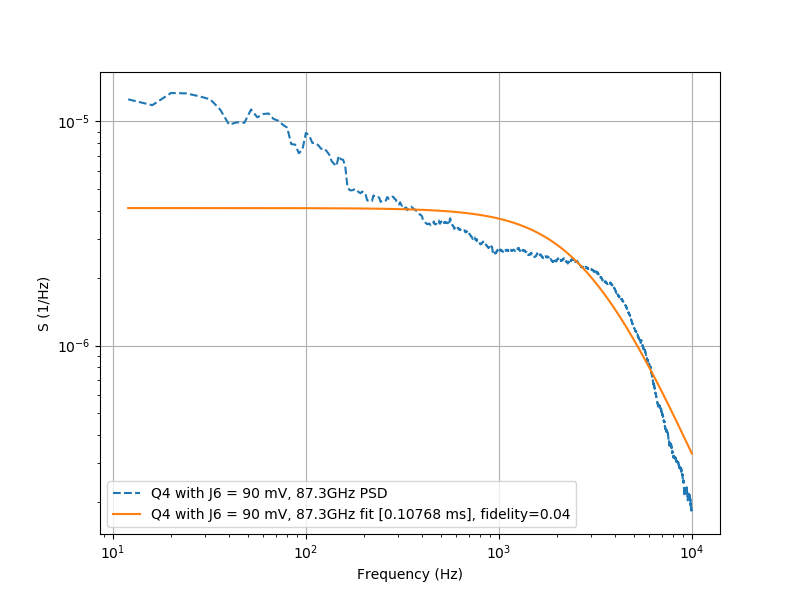 10⁻⁵
10⁻⁶
S (1/Hz)
Q4 with J6 = 90 mV, 87.3GHz PSD
Q4 with J6 = 90 mV, 87.3GHz fit [0.10768 ms], fidelity=0.04
10¹ 10² 10³ 10⁴
Frequency (Hz)